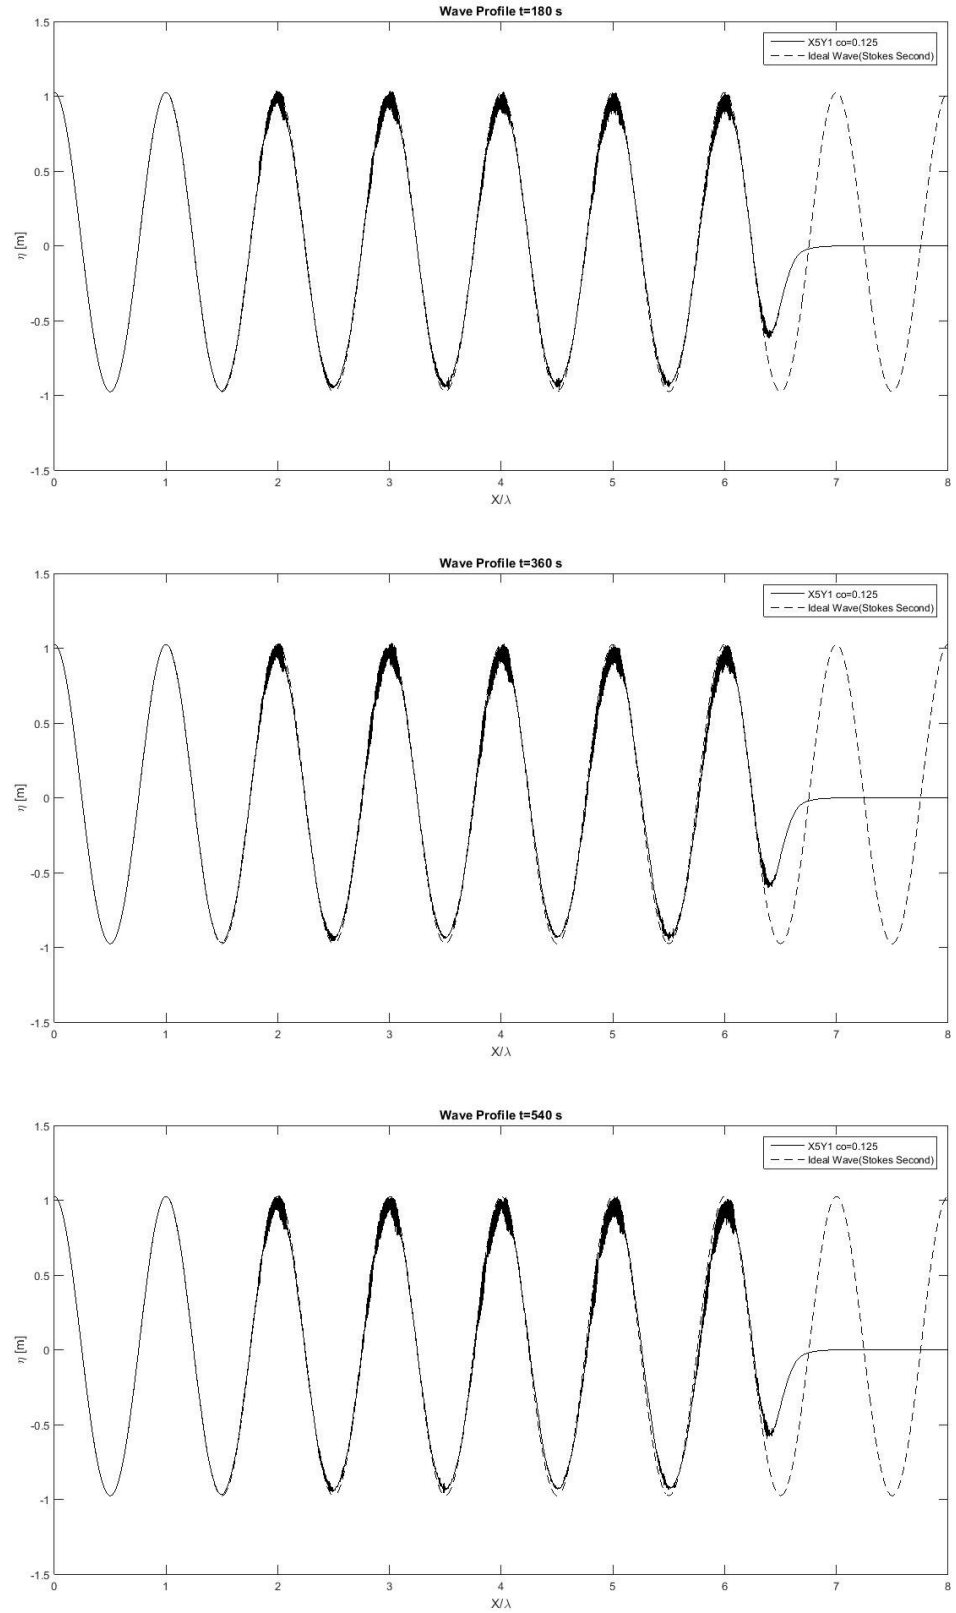 Wave Profile t=180 s
X5Y1 co=0.125
Ideal Wave(Stokes Second)
1.5
1
0.5
0
-0.5
-1
-1.5
η [m]
0 1 2 3 4 5 6 7 8
X/λ
Wave Profile t=360 s
X5Y1 co=0.125
Ideal Wave(Stokes Second)
1.5
1
0.5
0
-0.5
-1
-1.5
η [m]
0 1 2 3 4 5 6 7 8
X/λ
Wave Profile t=540 s
X5Y1 co=0.125
Ideal Wave(Stokes Second)
1.5
1
0.5
0
-0.5
-1
-1.5
η [m]
0 1 2 3 4 5 6 7 8
X/λ